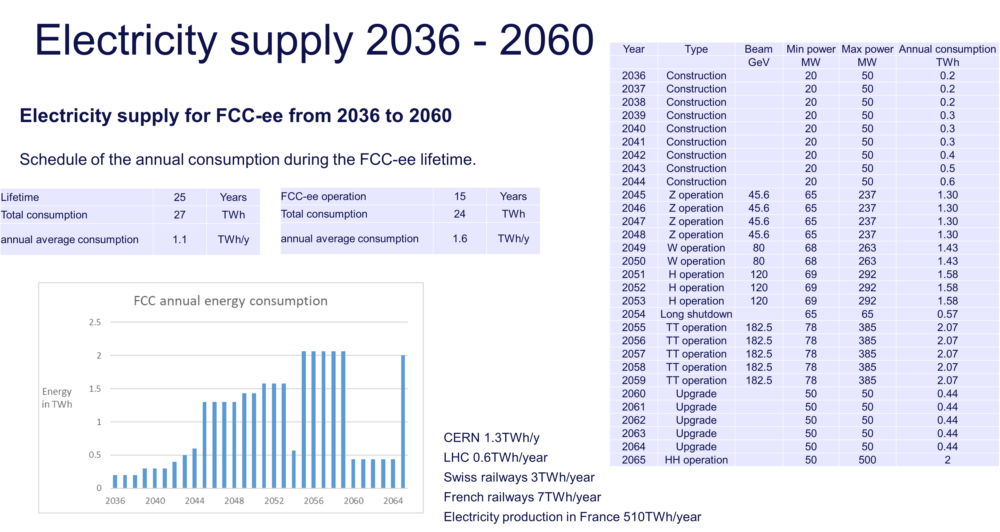 Electricity supply 2036 - 2060
Electricity supply for FCC-ee from 2036 to 2060
Schedule of the annual consumption during the FCC-ee lifetime.
Lifetime 25 Years
Total consumption 27 TWh
annual average consumption 1.1 TWh/y
FCC-ee operation 15 Years
Total consumption 24 TWh
annual average consumption 1.6 TWh/y
FCC annual energy consumption
2.5
2
1.5
1
0.5
0
Energy
in TWh
2036 2040 2044 2048 2052 2056 2060 2064
CERN 1.3TWh/y
LHC 0.6TWh/year
Swiss railways 3TWh/year
French railways 7TWh/year
Electricity production in France 510TWh/year
Year Type Beam Min power Max power Annual consumption
GeV MW MW TWh
2036 Construction 20 50 0.2
2037 Construction 20 50 0.2
2038 Construction 20 50 0.2
2039 Construction 20 50 0.3
2040 Construction 20 50 0.3
2041 Construction 20 50 0.3
2042 Construction 20 50 0.4
2043 Construction 20 50 0.5
2044 Construction 20 50 0.6
2045 Z operation 45.6 65 237 1.30
2046 Z operation 45.6 65 237 1.30
2047 Z operation 45.6 65 237 1.30
2048 Z operation 45.6 65 237 1.30
2049 W operation 80 68 263 1.43
2050 W operation 80 68 263 1.43
2051 H operation 120 69 292 1.58
2052 H operation 120 69 292 1.58
2053 H operation 120 69 292 1.58
2054 Long shutdown 65 65 0.57
2055 TT operation 182.5 78 385 2.07
2056 TT operation 182.5 78 385 2.07
2057 TT operation 182.5 78 385 2.07
2058 TT operation 182.5 78 385 2.07
2059 TT operation 182.5 78 385 2.07
2060 Upgrade 50 50 0.44
2061 Upgrade 50 50 0.44
2062 Upgrade 50 50 0.44
2063 Upgrade 50 50 0.44
2064 Upgrade 50 50 0.44
2065 HH operation 50 500 2